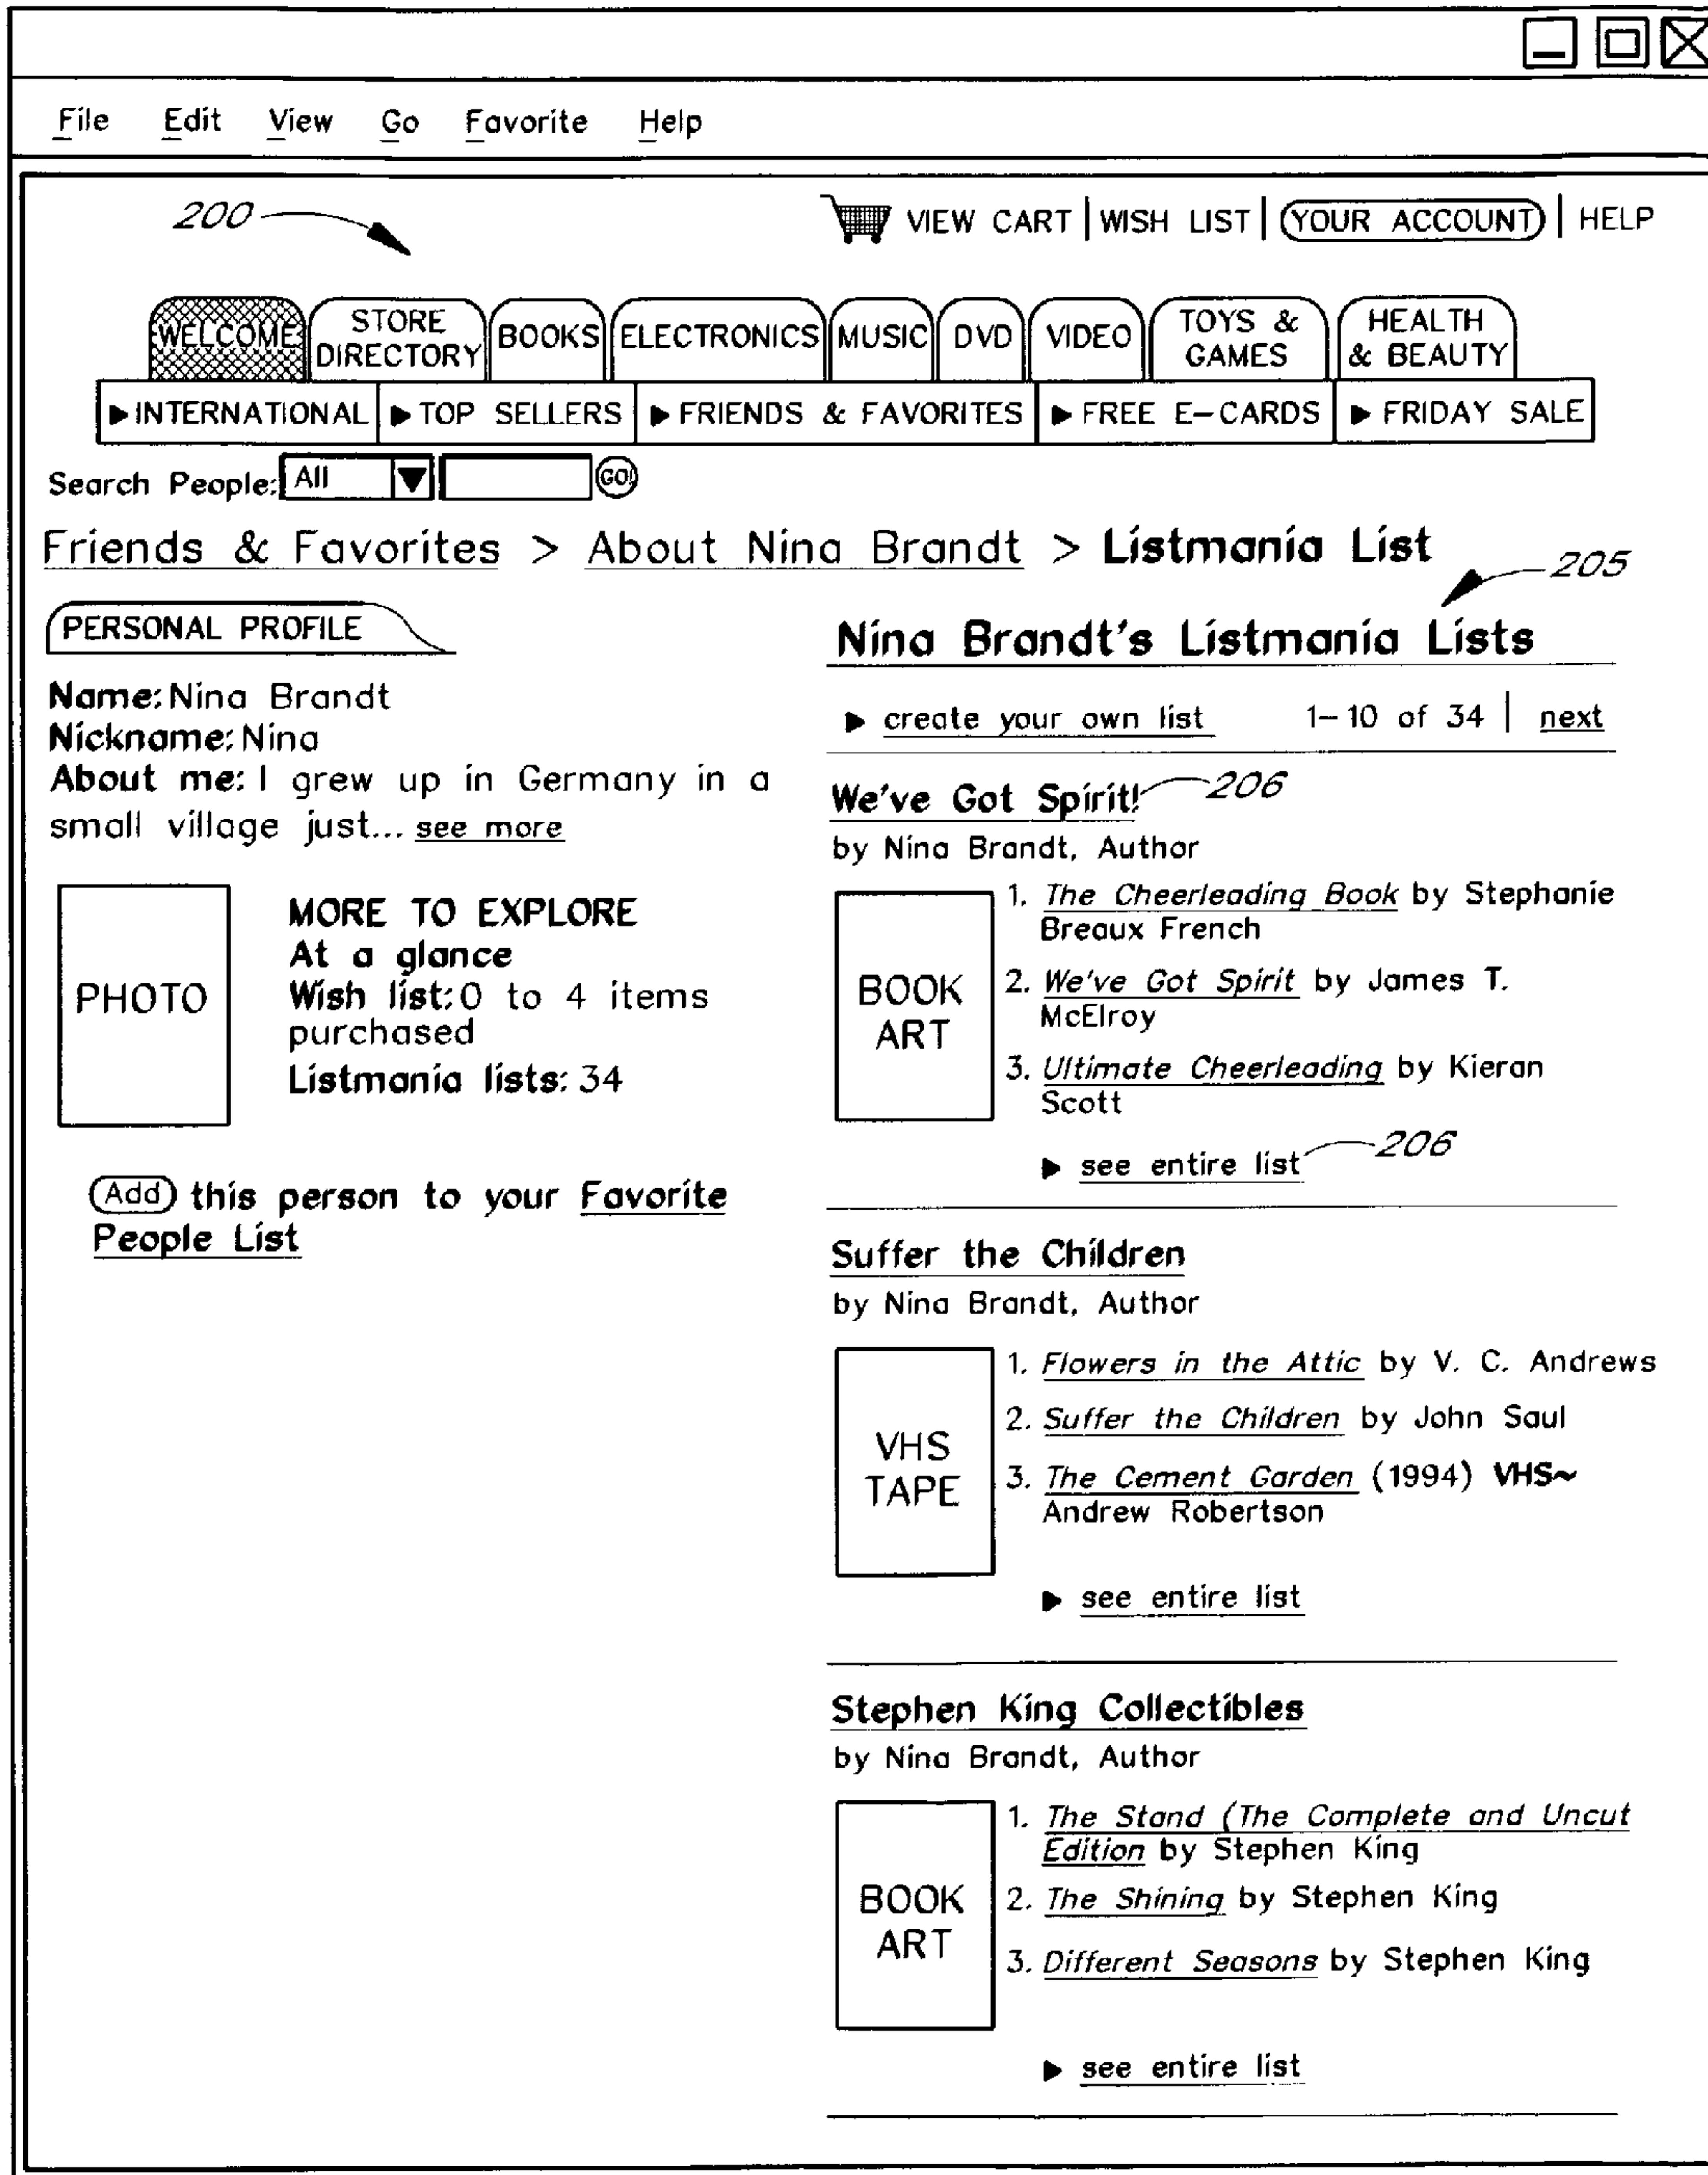 File Edit View Go Favorite Help
200
VIEW CART | WISH LIST | YOUR ACCOUNT | HELP
WELCOME
STORE
DIRECTORY
BOOKS
ELECTRONICS
MUSIC
DVD
VIDEO
TOYS &
GAMES
HEALTH
& BEAUTY
INTERNATIONAL
TOP SELLERS
FRIENDS & FAVORITES
FREE E-CARDS
FRIDAY SALE
Search People: All GO!
Friends & Favorites > About Nina Brandt > Listmania List
205
PERSONAL PROFILE
Name: Nina Brandt
Nickname: Nina
About me: I grew up in Germany in a
small village just... see more
PHOTO
MORE TO EXPLORE
At a glance
Wish list: 0 to 4 items
purchased
Listmania lists: 34
Add this person to your Favorite
People List
Nina Brandt's Listmania Lists
create your own list 1-10 of 34 | next
We've Got Spirit! 206
by Nina Brandt, Author
BOOK
ART
1. The Cheerleading Book by Stephanie
Breaux French
2. We've Got Spirit by James T.
McElroy
3. Ultimate Cheerleading by Kieran
Scott
see entire list 206
Suffer the Children
by Nina Brandt, Author
VHS
TAPE
1. Flowers in the Attic by V. C. Andrews
2. Suffer the Children by John Saul
3. The Cement Garden (1994) VHS~
Andrew Robertson
see entire list
Stephen King Collectibles
by Nina Brandt, Author
BOOK
ART
1. The Stand (The Complete and Uncut
Edition by Stephen King
2. The Shining by Stephen King
3. Different Seasons by Stephen King
see entire list